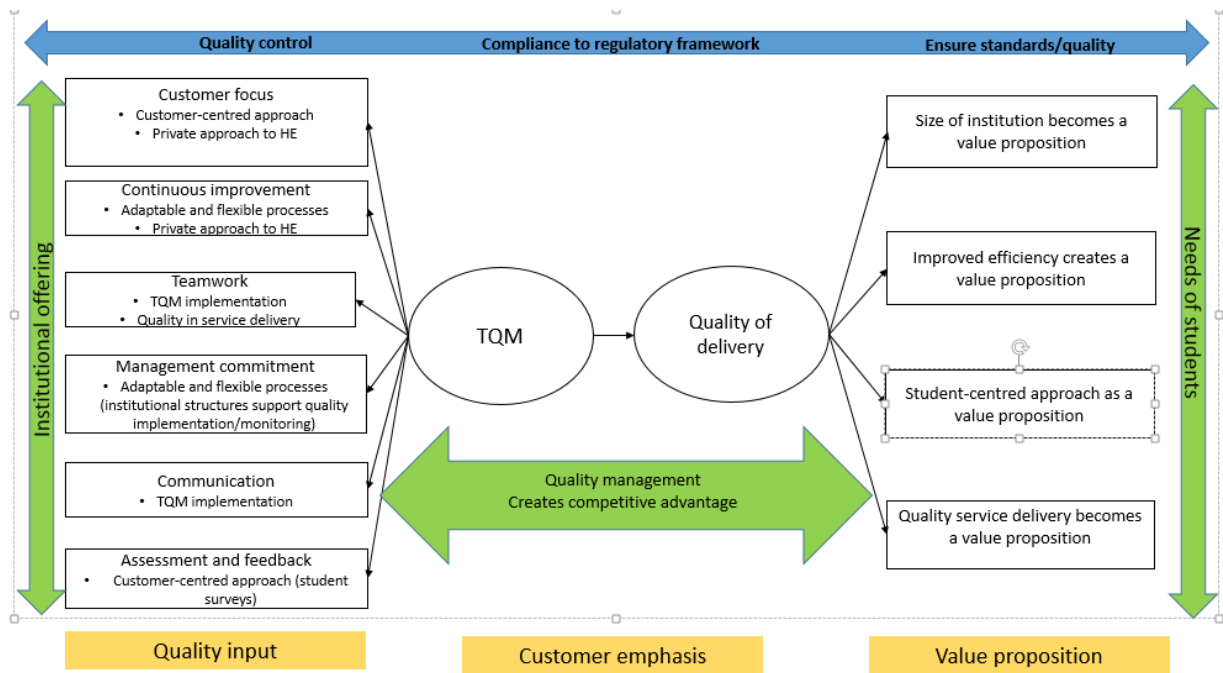 Quality control
Compliance to regulatory framework
Ensure standards/quality
Institutional offering
Customer focus
• Customer-centred approach
• Private approach to HE
Continuous improvement
• Adaptable and flexible processes
• Private approach to HE
Teamwork
• TQM implementation
• Quality in service delivery
Management commitment
• Adaptable and flexible processes
(institutional structures support quality
implementation/monitoring)
Communication
• TQM implementation
Assessment and feedback
• Customer-centred approach (student
surveys)
TQM
Quality of
delivery
Quality management
Creates competitive advantage
Size of institution becomes a
value proposition
Improved efficiency creates a
value proposition
Student-centred approach as a
value proposition
Quality service delivery becomes
a value proposition
Needs of students
Quality input
Customer emphasis
Value proposition